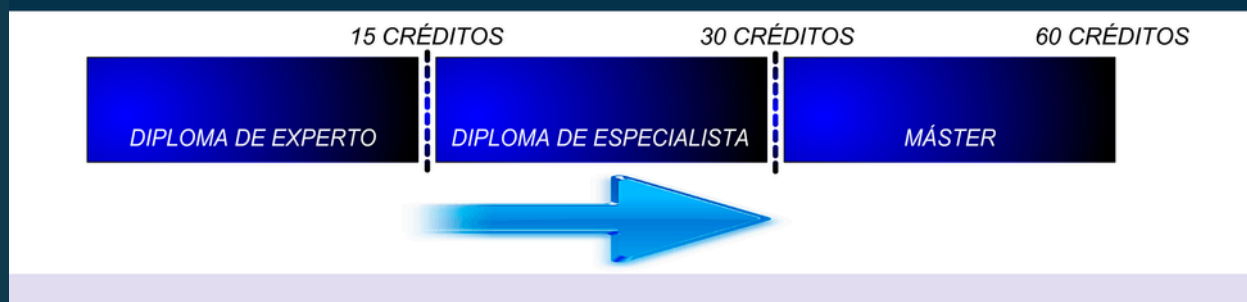 15 CRÉDITOS 30 CRÉDITOS 60 CRÉDITOS
DIPLOMA DE EXPERTO DIPLOMA DE ESPECIALISTA MÁSTER